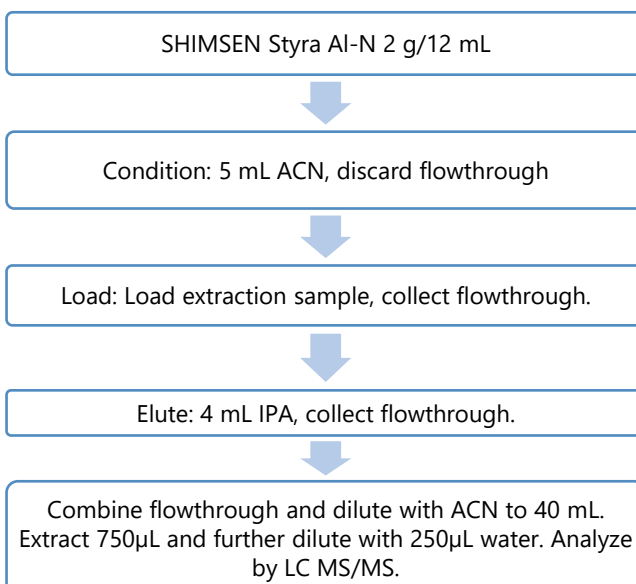 SHIMSEN Styra Al-N 2 g/12 mL
Condition: 5 mL ACN, discard flowthrough
Load: Load extraction sample, collect flowthrough.
Elute: 4 mL IPA, collect flowthrough.
Combine flowthrough and dilute with ACN to 40 mL.
Extract 750µL and further dilute with 250µL water. Analyze
by LC MS/MS.